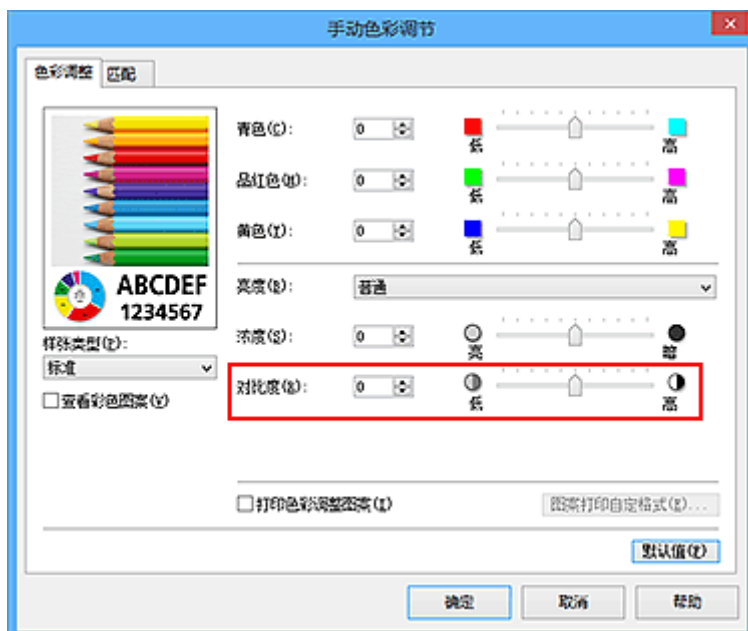 手动色彩调节
色彩调整 匹配
青色(C): 0 低 高
品红色(M): 0 低 高
黄色(Y): 0 低 高
ABCDEF
1234567
亮度(B): 普通
样张类型(E):
标准
浓度(S): 0 亮 暗
查看彩色图案(V)
对比度(R): 0 低 高
打印色彩调整图案(I) 图案打印自定格式(E)...
默认值(F)
确定 取消 帮助